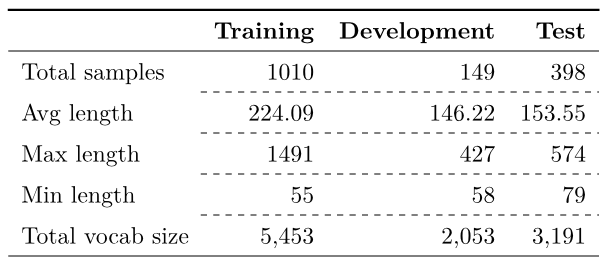 Training Development Test
Total samples 1010 149 398
Avg length 224.09 146.22 153.55
Max length 1491 427 574
Min length 55 58 79
Total vocab size 5,453 2,053 3,191